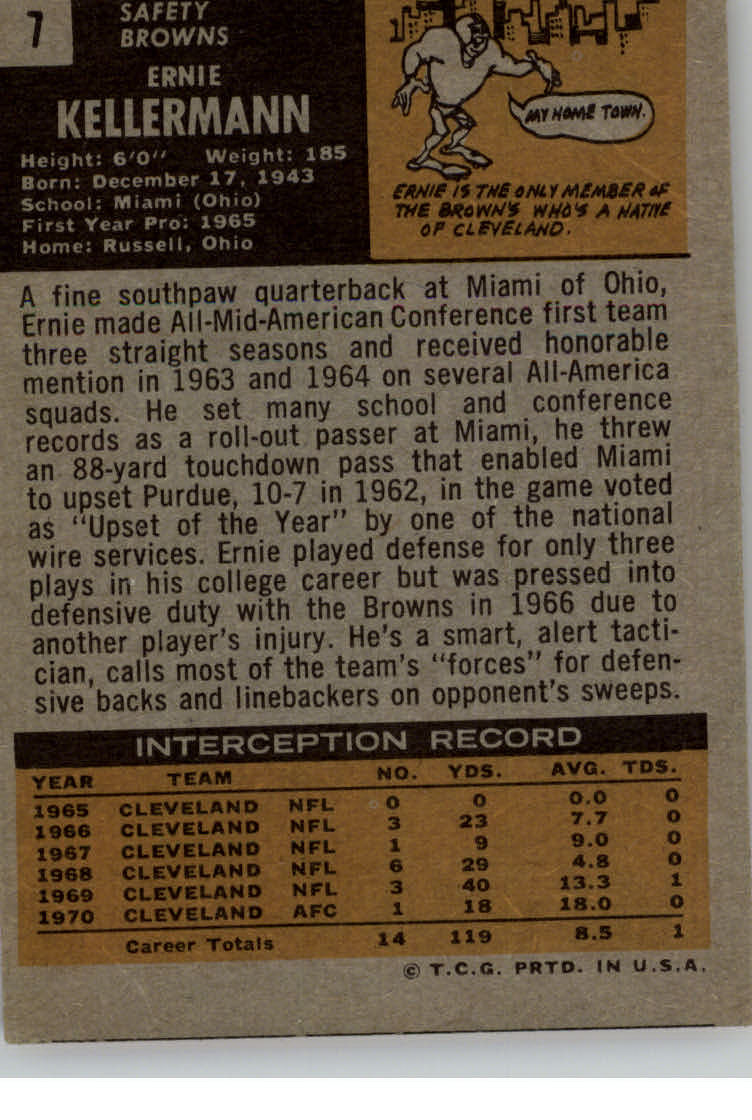 7
SAFETY
BROWNS
ERNIE
KELLERMANN
Height: 6'0" Weight: 185
Born: December 17, 1943
School: Miami (Ohio)
First Year Pro: 1965
Home: Russell, Ohio
MY HOME TOWN.
ERNIE IS THE ONLY MEMBER OF
THE BROWN'S WHO'S A NATIVE
OF CLEVELAND.
A fine southpaw quarterback at Miami of Ohio,
Ernie made All-Mid-American Conference first team
three straight seasons and received honorable
mention in 1963 and 1964 on several All-America
squads. He set many school and conference
records as a roll-out passer at Miami, he threw
an 88-yard touchdown pass that enabled Miami
to upset Purdue, 10-7 in 1962, in the game voted
as "Upset of the Year" by one of the national
wire services. Ernie played defense for only three
plays in his college career but was pressed into
defensive duty with the Browns in 1966 due to
another player's injury. He's a smart, alert tacti-
cian, calls most of the team's "forces" for defen-
sive backs and linebackers on opponent's sweeps.
INTERCEPTION RECORD
YEAR TEAM NO. YDS. AVG. TDS.
1965 CLEVELAND NFL 0 0 0.0 0
1966 CLEVELAND NFL 3 23 7.7 0
1967 CLEVELAND NFL 1 9 9.0 0
1968 CLEVELAND NFL 6 29 4.8 0
1969 CLEVELAND NFL 3 40 13.3 1
1970 CLEVELAND AFC 1 18 18.0 0
Career Totals 14 119 8.5 1
© T.C.G. PRTD. IN U.S.A.